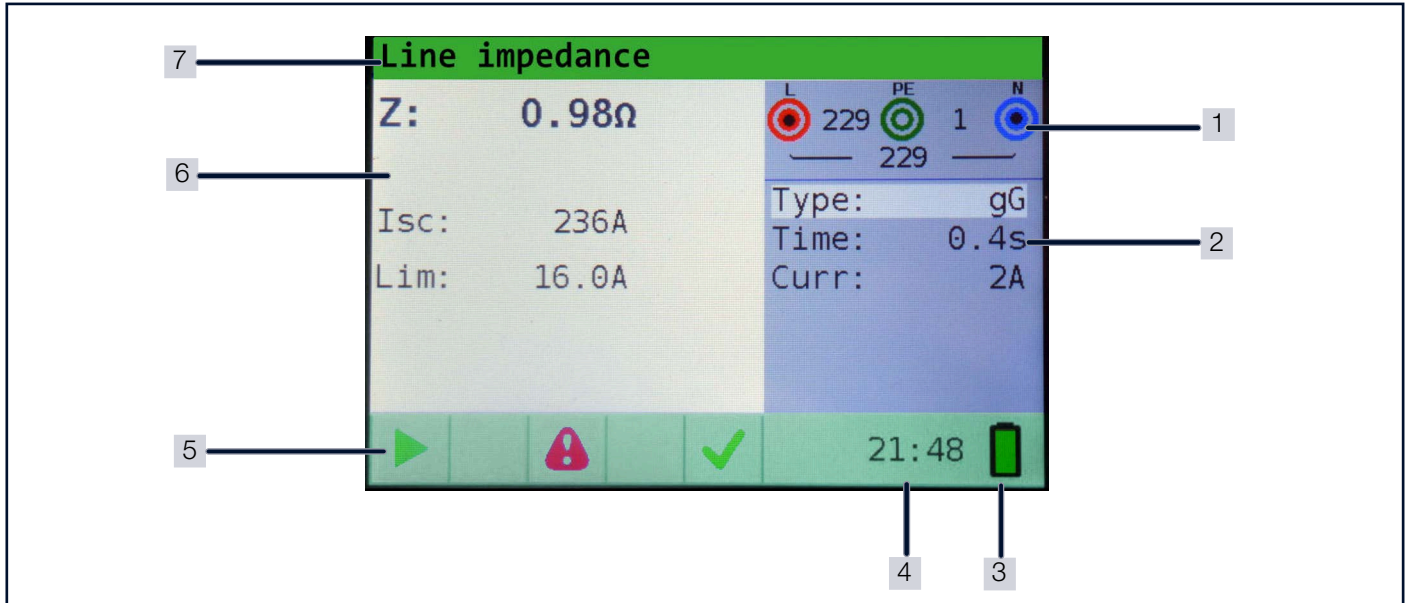 7
Line impedance
Z: 0.98Ω
L PE N
229 1
229
1
6
Isc: 236A
Lim: 16.0A
Type: gG
Time: 0.4s
Curr: 2A
2
5
21:48
4
3